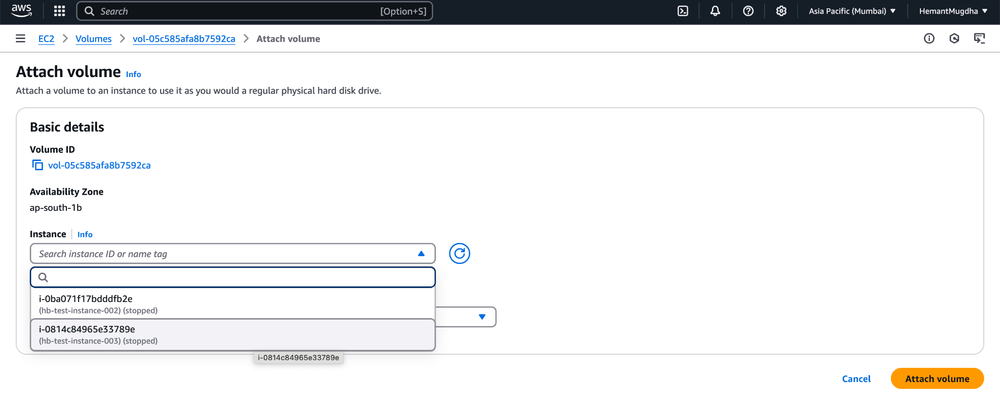 aws
Search [Option+S]
Asia Pacific (Mumbai)
HemantMugdha
EC2 Volumes vol-05c585afa8b7592ca Attach volume
Attach volume Info
Attach a volume to an instance to use it as you would a regular physical hard disk drive.
Basic details
Volume ID
vol-05c585afa8b7592ca
Availability Zone
ap-south-1b
Instance Info
Search instance ID or name tag
i-0ba071f17bdddfb2e
(hb-test-instance-002) (stopped)
i-0814c84965e33789e
(hb-test-instance-003) (stopped)
i-0814c84965e33789e
Cancel
Attach volume